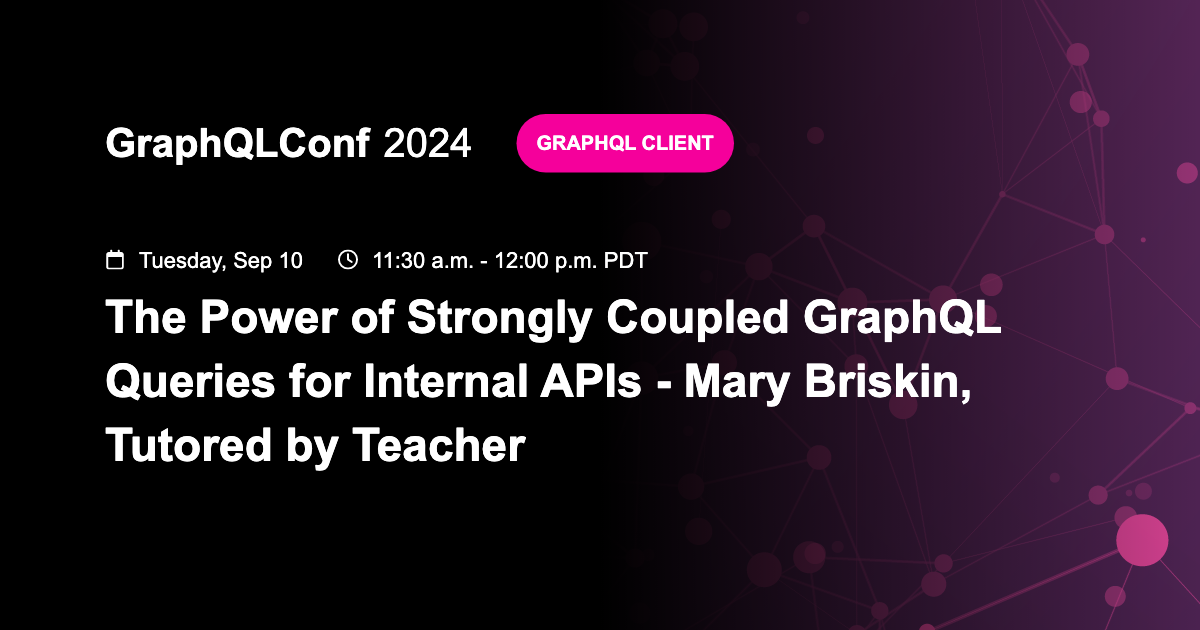 GraphQLConf 2024
GRAPHQL CLIENT
Tuesday, Sep 10 11:30 a.m. - 12:00 p.m. PDT
The Power of Strongly Coupled GraphQL
Queries for Internal APIs - Mary Briskin,
Tutored by Teacher